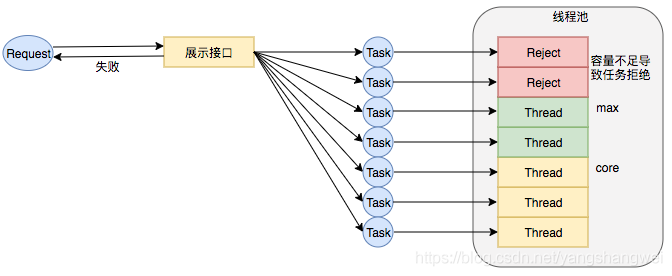 线程池
Request
失败
展示接口
Task
Reject
容量不足导
致任务拒绝
Task
Reject
Task
Thread
max
Task
Thread
Task
Thread
core
Task
Thread
Task
Thread
https://blog.csdn.net/yangshangwei